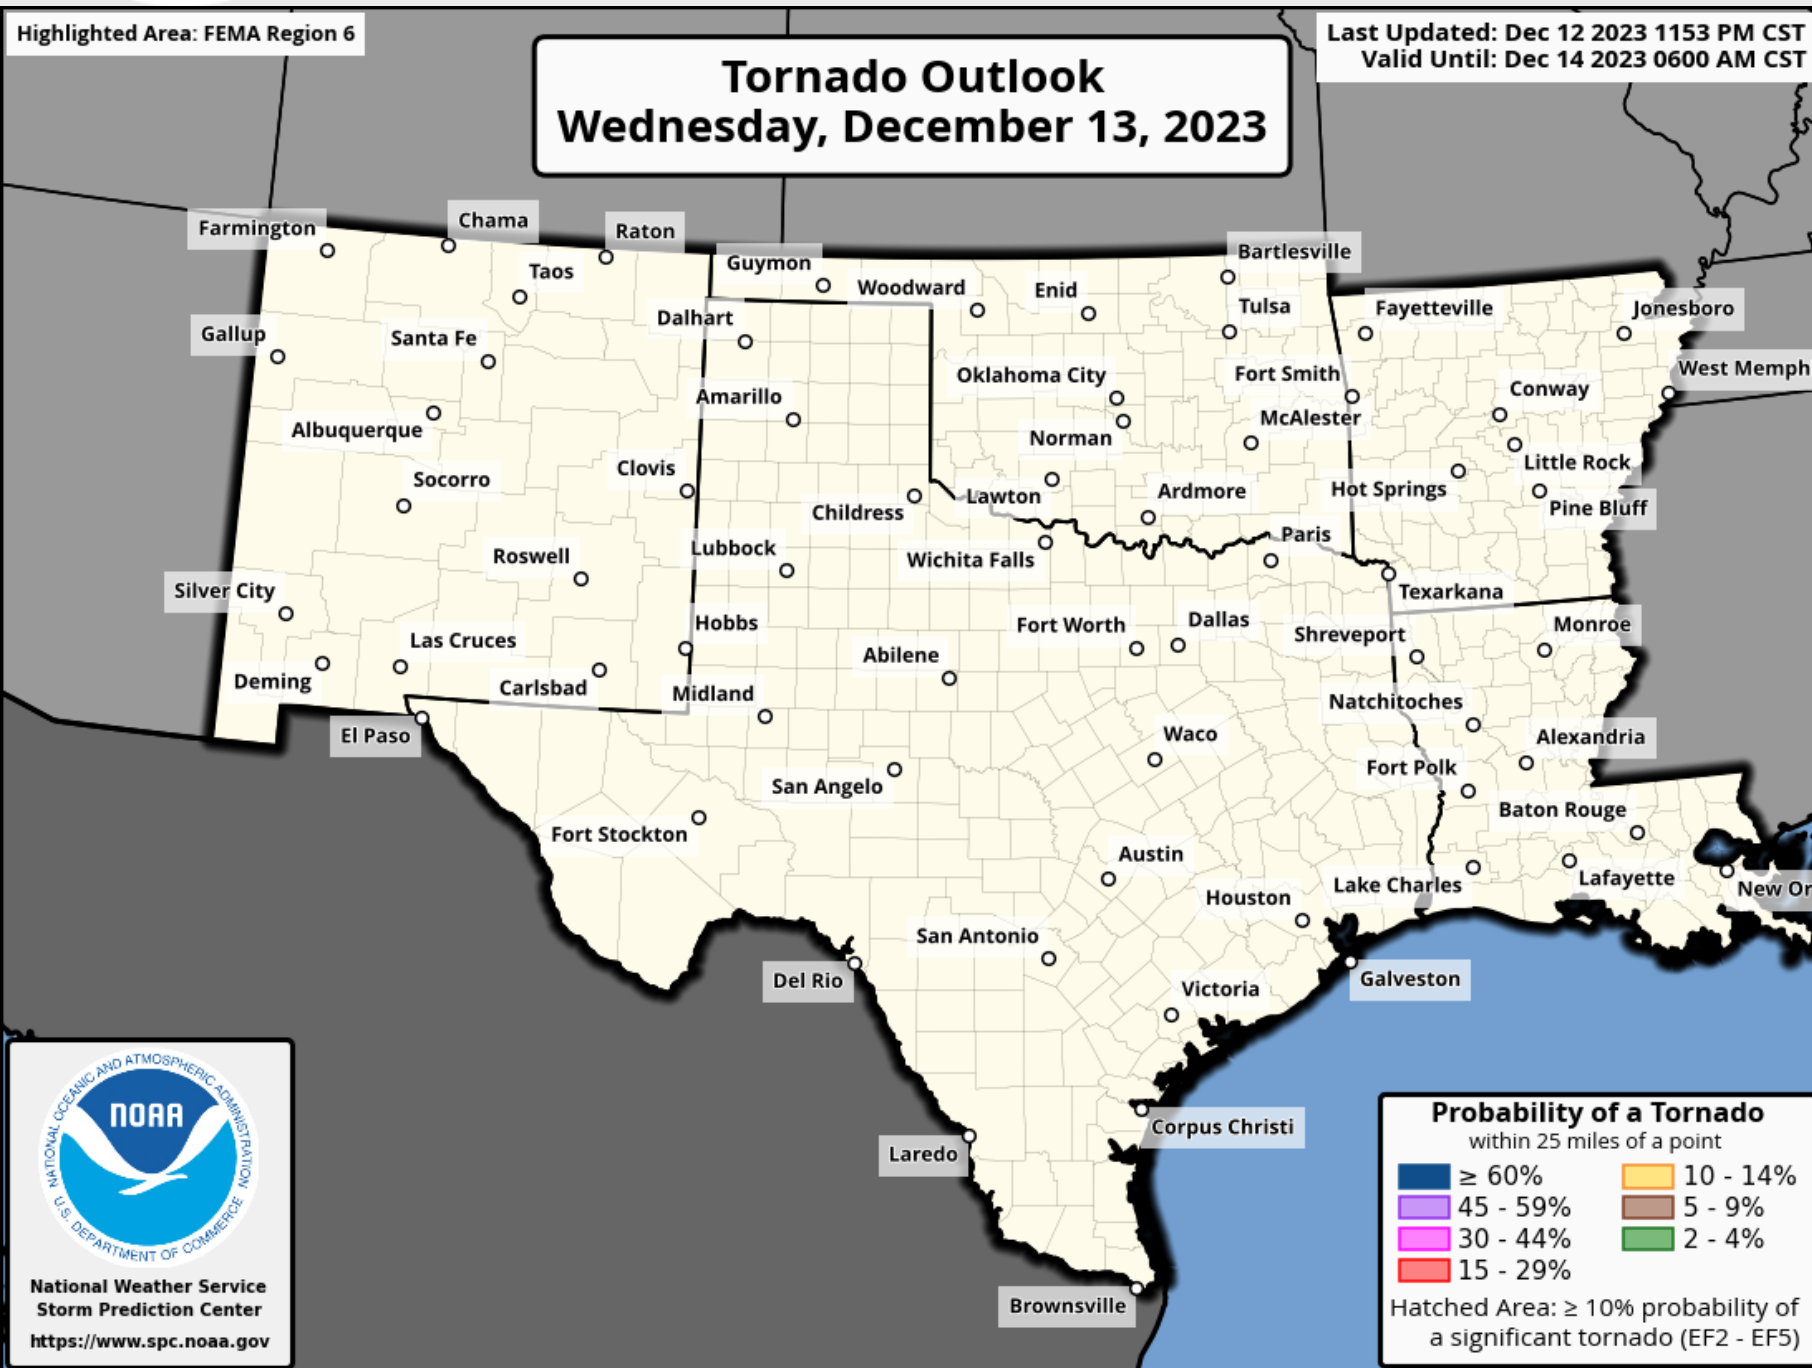 Highlighted Area: FEMA Region 6
Last Updated: Dec 12 2023 1153 PM CST
Valid Until: Dec 14 2023 0600 AM CST
Tornado Outlook
Wednesday, December 13, 2023
Farmington
Chama
Raton
Taos
Guymon
Woodward
Enid
Bartlesville
Tulsa
Fayetteville
Jonesboro
Gallup
Santa Fe
Dalhart
West Memph
Oklahoma City
Fort Smith
Conway
Amarillo
Albuquerque
Norman
McAlester
Clovis
Socorro
Little Rock
Lawton
Ardmore
Hot Springs
Childress
Pine Bluff
Paris
Roswell
Lubbock
Wichita Falls
Silver City
Texarkana
Hobbs
Fort Worth
Dallas
Shreveport
Monroe
Las Cruces
Abilene
Deming
Carlsbad
Midland
Natchitoches
El Paso
Waco
Alexandria
San Angelo
Fort Polk
Baton Rouge
Fort Stockton
Austin
Lake Charles
Lafayette
New Or
Houston
San Antonio
Del Rio
Galveston
Victoria
Corpus Christi
Laredo
Brownsville
NATIONAL OCEANIC AND ATMOSPHERIC ADMINISTRATION
NOAA
U.S. DEPARTMENT OF COMMERCE
National Weather Service
Storm Prediction Center
https://www.spc.noaa.gov
Probability of a Tornado
within 25 miles of a point
≥ 60%
45 - 59%
30 - 44%
15 - 29%
10 - 14%
5 - 9%
2 - 4%
Hatched Area: ≥ 10% probability of
a significant tornado (EF2 - EF5)